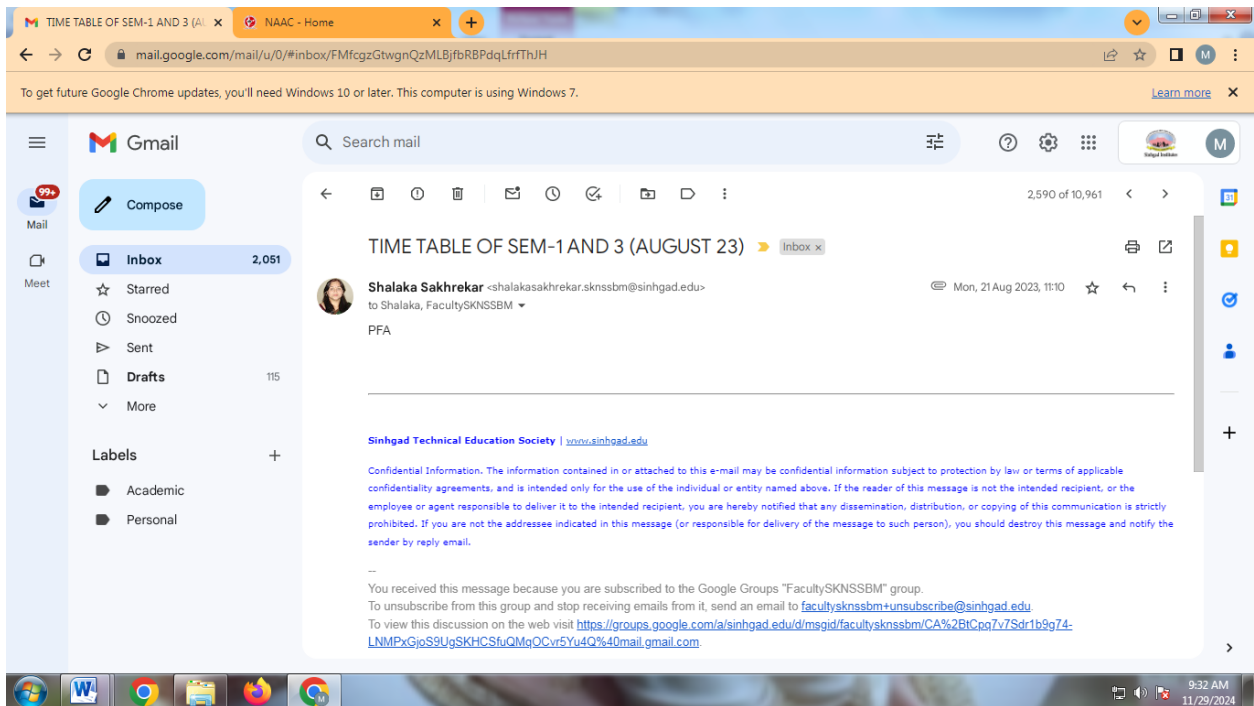 TIME TABLE OF SEM-1 AND 3 (AU
NAAC - Home
mail.google.com/mail/u/0/#inbox/FMfcgzGtwgnQzMLBjfbRBPdqLfrfThJH
M
To get future Google Chrome updates, you'll need Windows 10 or later. This computer is using Windows 7.
Learn more
Gmail
Search mail
M
99+
Mail
Meet
Compose
2,590 of 10,961
31
Inbox 2,051
Starred
Snoozed
Sent
Drafts 115
More
Labels
Academic
Personal
TIME TABLE OF SEM-1 AND 3 (AUGUST 23)
Inbox ×
Shalaka Sakhrekar <shalakasakhrekar.sknssbm@sinhgad.edu>
Mon, 21 Aug 2023, 11:10
to Shalaka, FacultySKNSSBM
PFA
Sinhgad Technical Education Society | www.sinhgad.edu
Confidential Information. The information contained in or attached to this e-mail may be confidential information subject to protection by law or terms of applicable
confidentiality agreements, and is intended only for the use of the individual or entity named above. If the reader of this message is not the intended recipient, or the
employee or agent responsible to deliver it to the intended recipient, you are hereby notified that any dissemination, distribution, or copying of this communication is strictly
prohibited. If you are not the addressee indicated in this message (or responsible for delivery of the message to such person), you should destroy this message and notify the
sender by reply email.
--
You received this message because you are subscribed to the Google Groups "FacultySKNSSBM" group.
To unsubscribe from this group and stop receiving emails from it, send an email to facultysknssbm+unsubscribe@sinhgad.edu.
To view this discussion on the web visit https://groups.google.com/a/sinhgad.edu/d/msgid/facultysknssbm/CA%2BtCpq7v7Sdr1b9g74-
LNMPxGjoS9UgSKHCSfuQMqOCvr5Yu4Q%40mail.gmail.com.
9:32 AM
11/29/2024